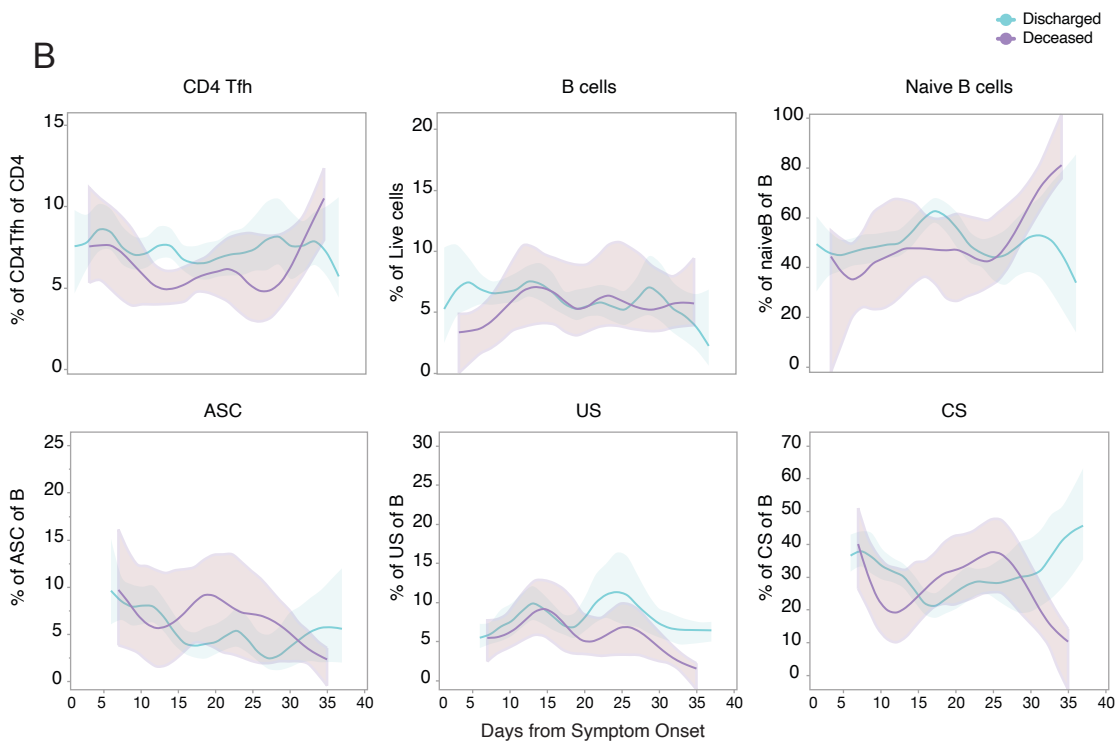 Discharged
Deceased
B
CD4 Tfh
B cells
Naive B cells
% of CD4Tfh of CD4
15
10
5
0
% of Live cells
20
15
10
5
0
% of naiveB of B
100
80
60
40
20
0
ASC
US
CS
% of ASC of B
25
20
15
10
5
0
0 5 10 15 20 25 30 35 40
% of US of B
30
25
20
15
10
5
0
0 5 10 15 20 25 30 35 40
% of CS of B
70
60
50
40
30
20
10
0
0 5 10 15 20 25 30 35 40
Days from Symptom Onset